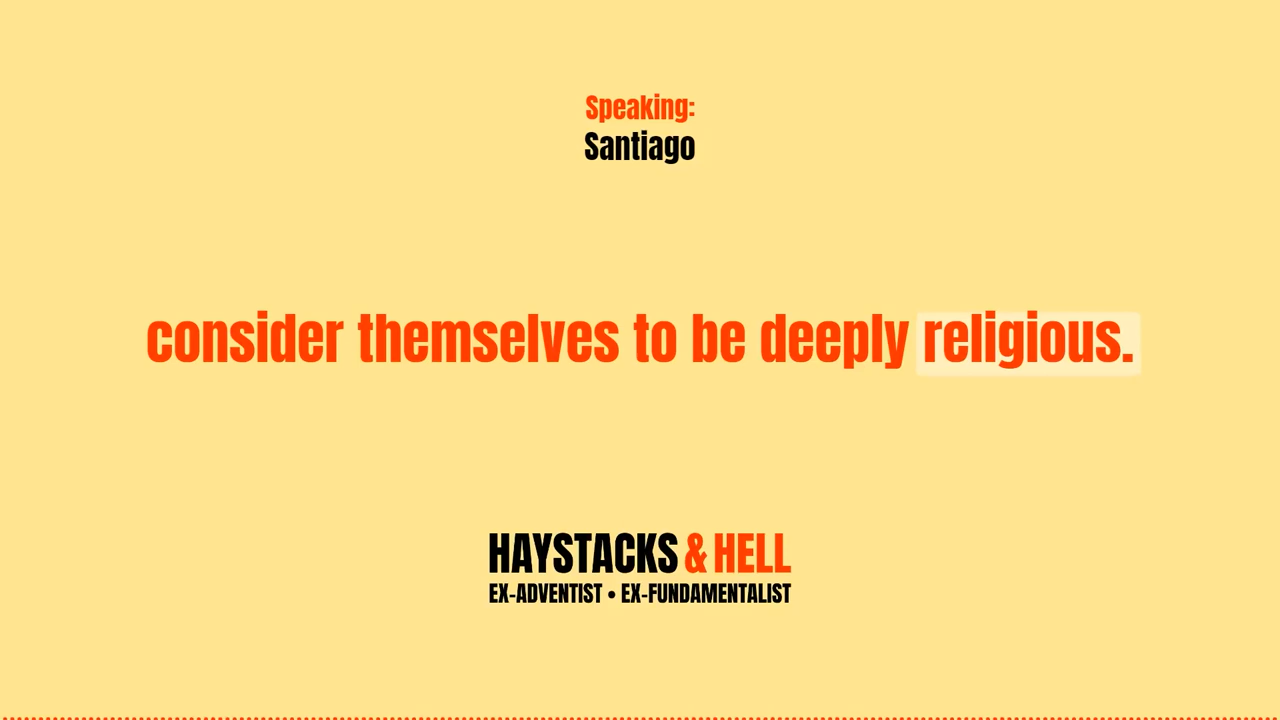 Speaking:
Santiago
consider themselves to be deeply religious.
HAYSTACKS & HELL
EX-ADVENTIST • EX-FUNDAMENTALIST